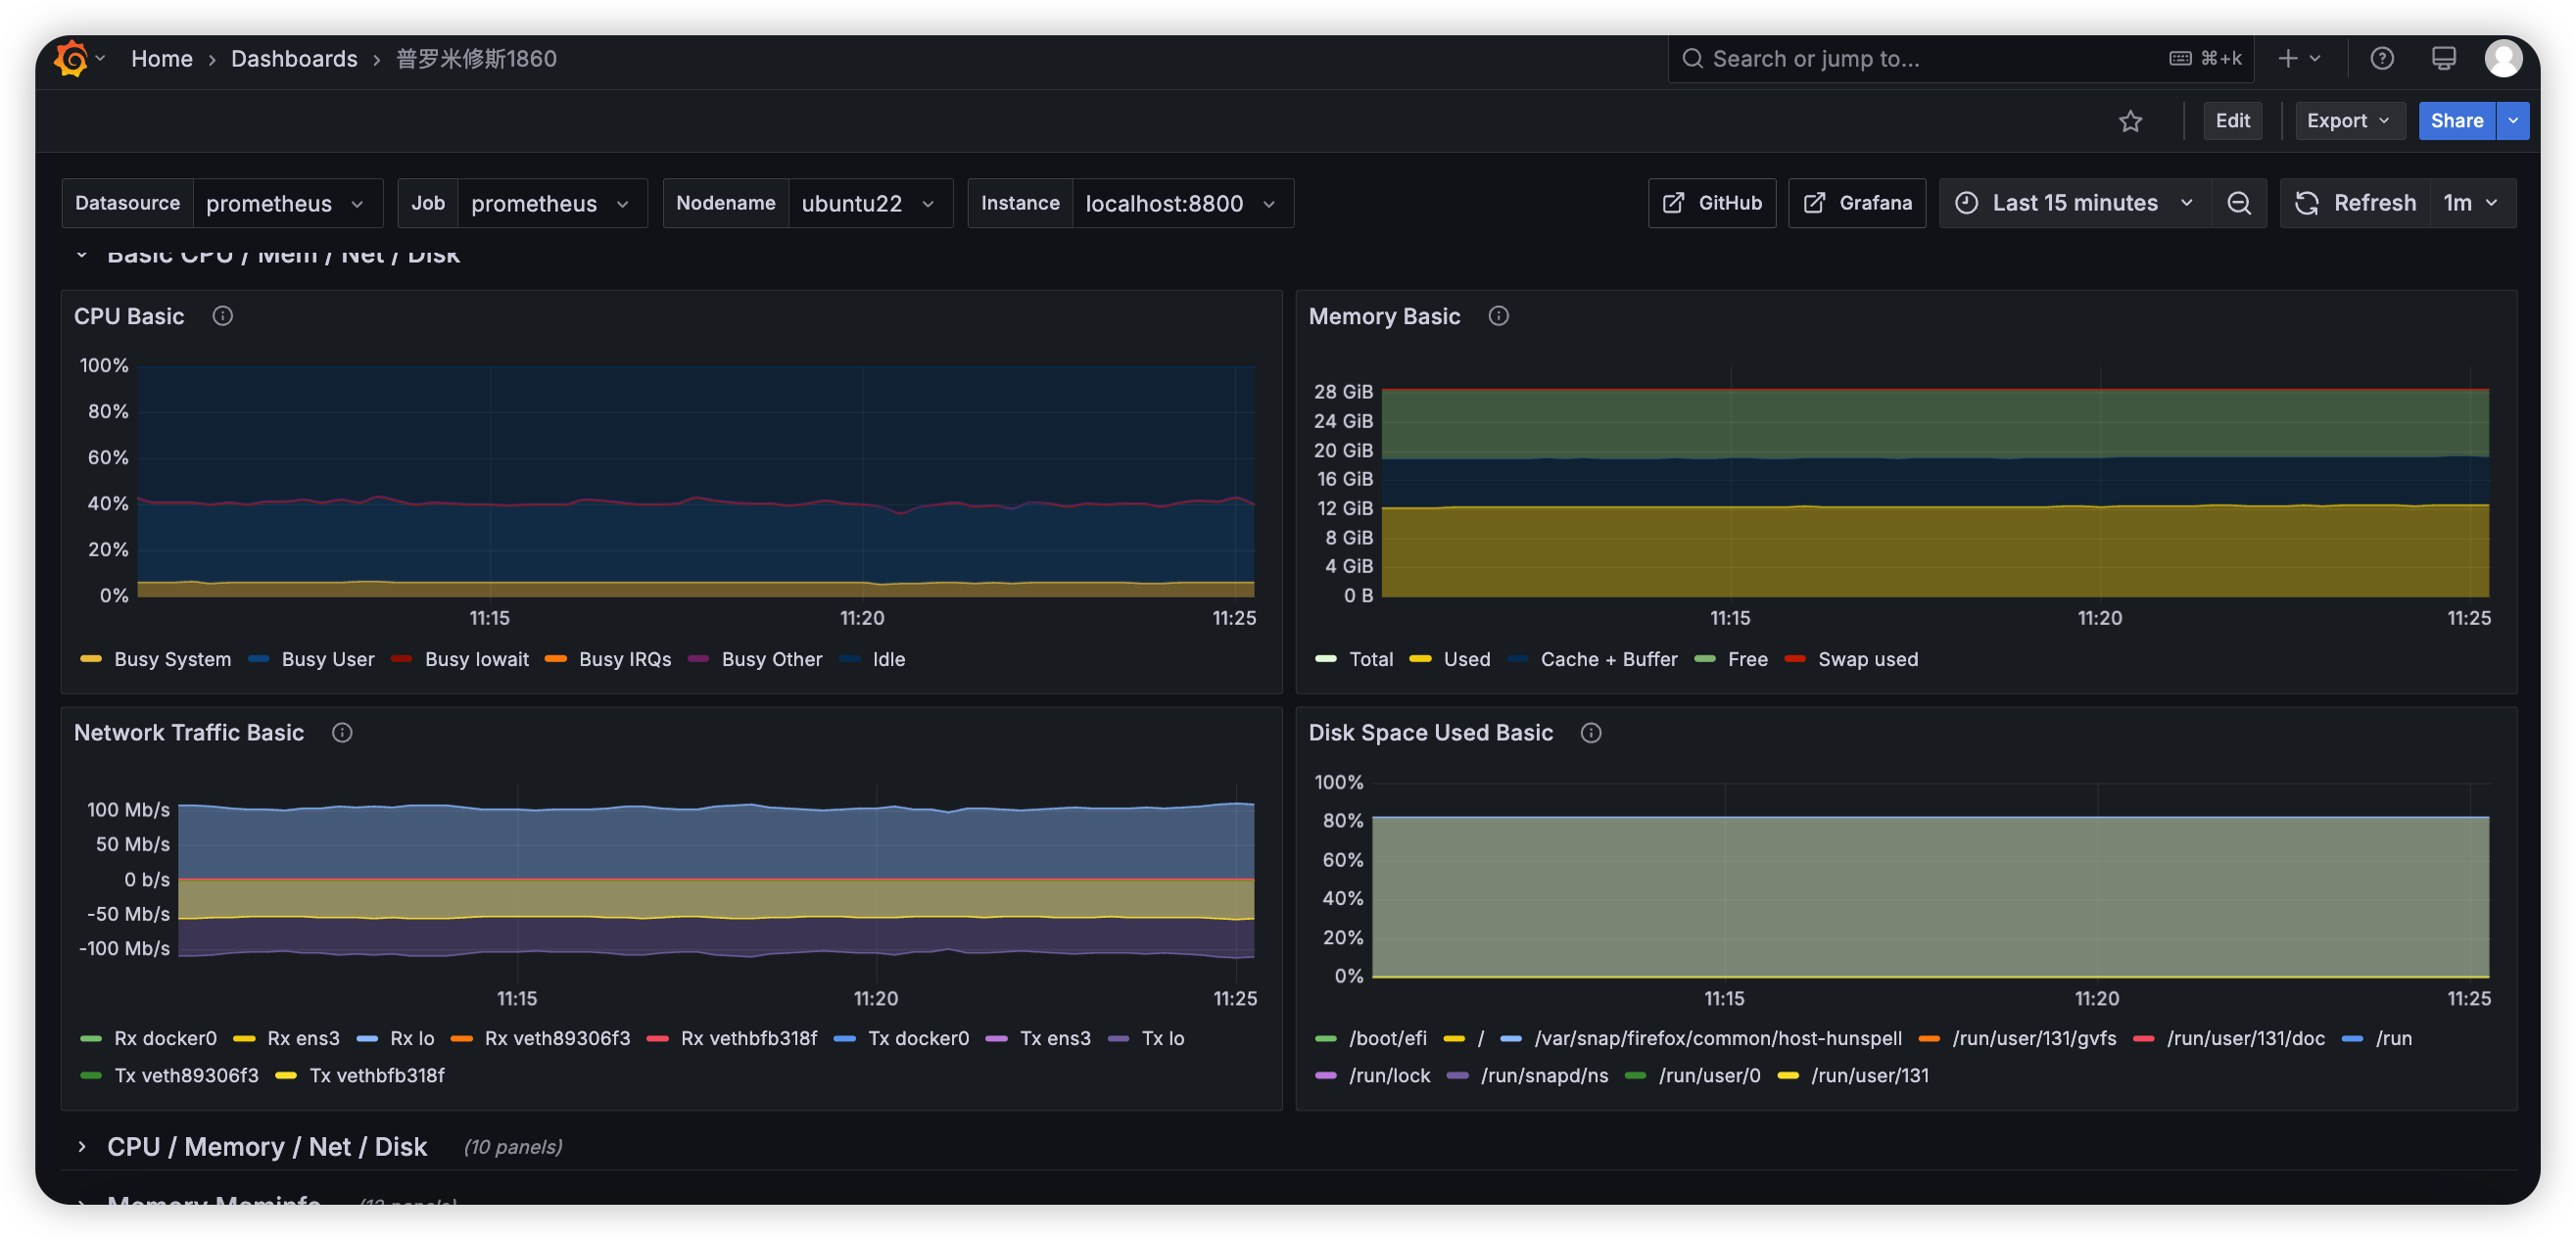 Home › Dashboards › 普罗米修斯1860
Search or jump to... ⌘+k
Edit Export Share
Datasource prometheus Job prometheus Nodename ubuntu22 Instance localhost:8800 GitHub Grafana Last 15 minutes Refresh 1m
Basic CPU / Mem / Net / Disk
CPU Basic
100%
80%
60%
40%
20%
0%
11:15 11:20 11:25
Busy System Busy User Busy Iowait Busy IRQs Busy Other Idle
Memory Basic
28 GiB
24 GiB
20 GiB
16 GiB
12 GiB
8 GiB
4 GiB
0 B
11:15 11:20 11:25
Total Used Cache + Buffer Free Swap used
Network Traffic Basic
100 Mb/s
50 Mb/s
0 b/s
-50 Mb/s
-100 Mb/s
11:15 11:20 11:25
Rx docker0 Rx ens3 Rx lo Rx veth89306f3 Rx vethbfb318f Tx docker0 Tx ens3 Tx lo
Tx veth89306f3 Tx vethbfb318f
Disk Space Used Basic
100%
80%
60%
40%
20%
0%
11:15 11:20 11:25
/boot/efi / /var/snap/firefox/common/host-hunspell /run/user/131/gvfs /run/user/131/doc /run
/run/lock /run/snapd/ns /run/user/0 /run/user/131
CPU / Memory / Net / Disk (10 panels)
Memory Meminfo